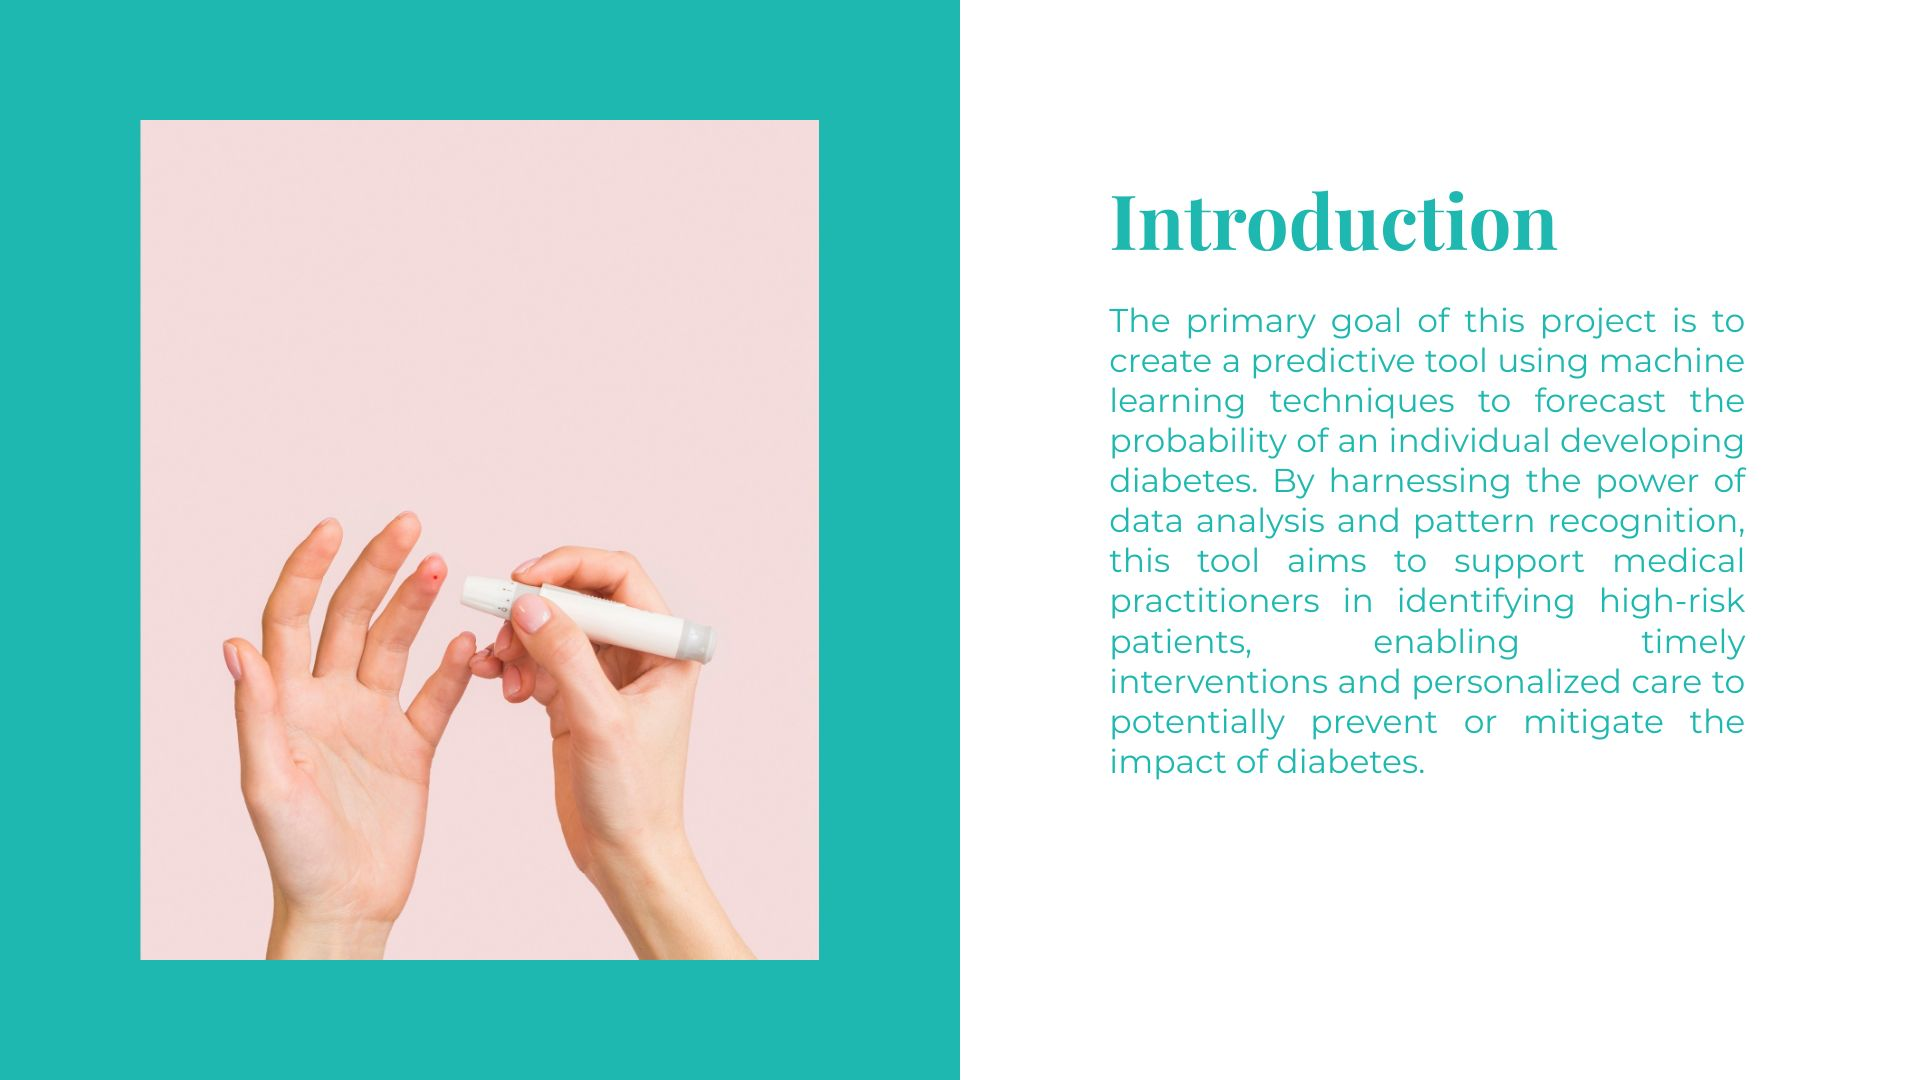 Introduction
The primary goal of this project is to
create a predictive tool using machine
learning techniques to forecast the
probability of an individual developing
diabetes. By harnessing the power of
data analysis and pattern recognition,
this tool aims to support medical
practitioners in identifying high-risk
patients, enabling timely
interventions and personalized care to
potentially prevent or mitigate the
impact of diabetes.